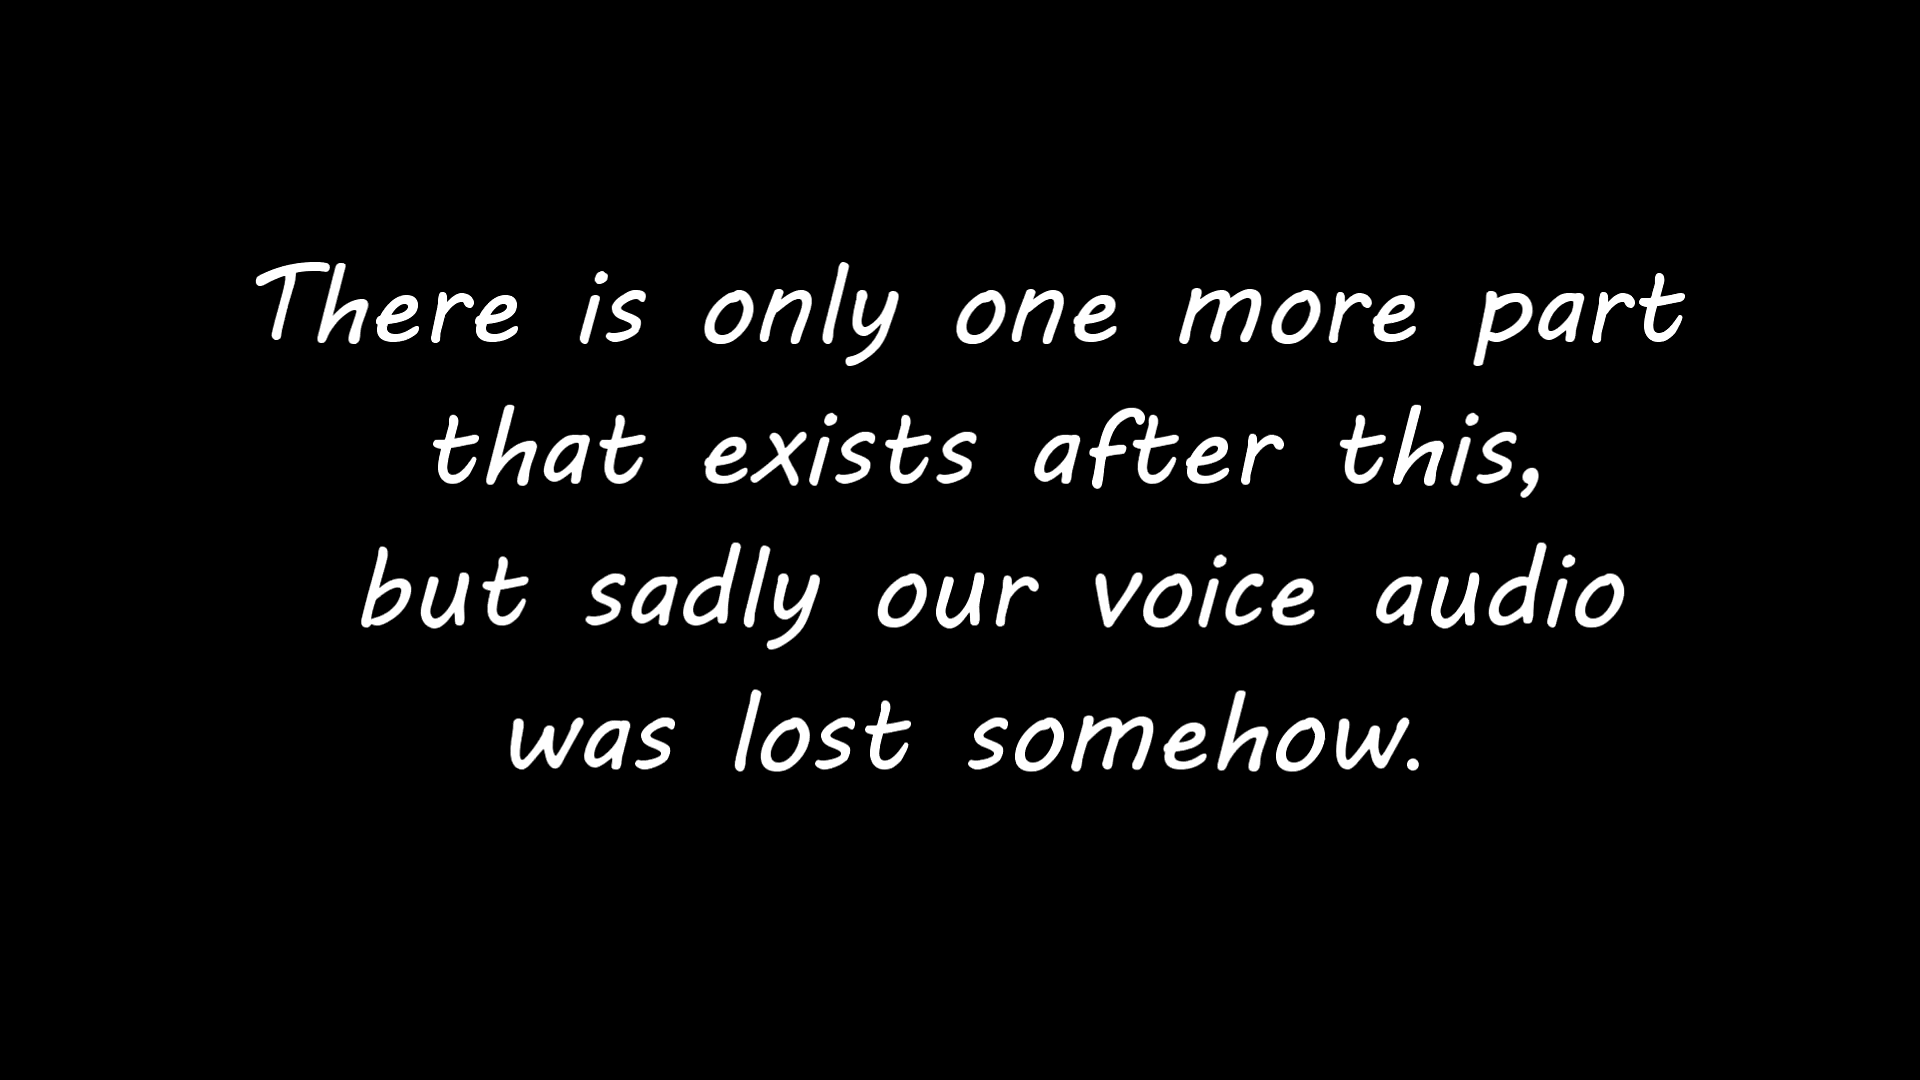 There is only one more part
that exists after this,
but sadly our voice audio
was lost somehow.